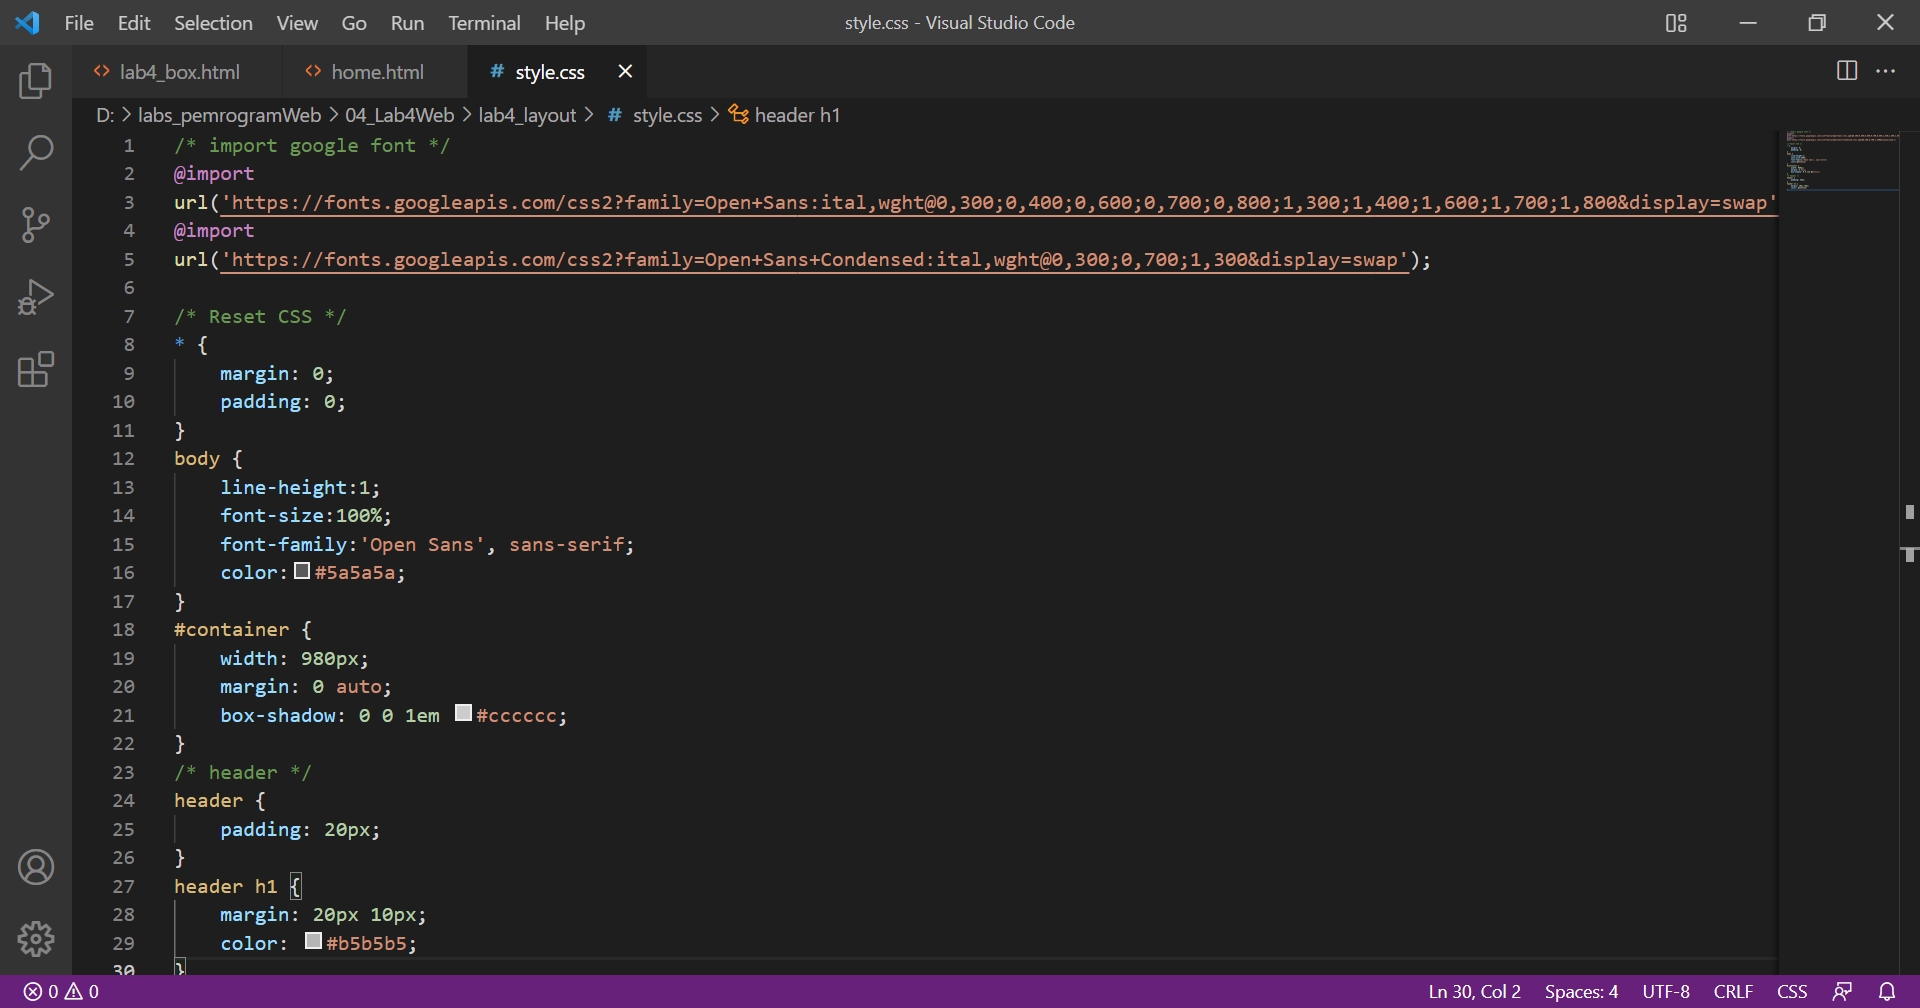 File Edit Selection View Go Run Terminal Help style.css - Visual Studio Code
<> lab4_box.html <> home.html # style.css ×
D: > labs_pemrogramWeb > 04_Lab4Web > lab4_layout > # style.css > header h1
1 /* import google font */
2 @import
3 url('https://fonts.googleapis.com/css2?family=Open+Sans:ital,wght@0,300;0,400;0,600;0,700;0,800;1,300;1,400;1,600;1,700;1,800&display=swap'
4 @import
5 url('https://fonts.googleapis.com/css2?family=Open+Sans+Condensed:ital,wght@0,300;0,700;1,300&display=swap');
6
7 /* Reset CSS */
8 * {
9     margin: 0;
10     padding: 0;
11 }
12 body {
13     line-height:1;
14     font-size:100%;
15     font-family:'Open Sans', sans-serif;
16     color:#5a5a5a;
17 }
18 #container {
19     width: 980px;
20     margin: 0 auto;
21     box-shadow: 0 0 1em #cccccc;
22 }
23 /* header */
24 header {
25     padding: 20px;
26 }
27 header h1 {
28     margin: 20px 10px;
29     color: #b5b5b5;
30 }
0 0 Ln 30, Col 2 Spaces: 4 UTF-8 CRLF CSS